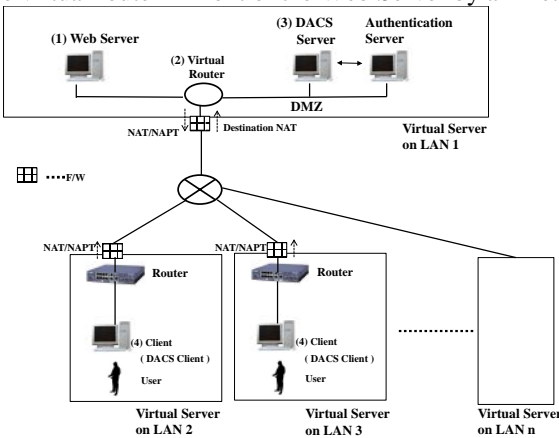 (1) Web Server
(2) Virtual
Router
(3) DACS
Server
Authentication
Server
DMZ
NAT/NAPT
Destination NAT
Virtual Server
on LAN 1
F/W
NAT/NAPT
Router
(4) Client
( DACS Client )
User
Virtual Server
on LAN 2
NAT/NAPT
Router
(4) Client
( DACS Client )
User
Virtual Server
on LAN 3
Virtual Server
on LAN n